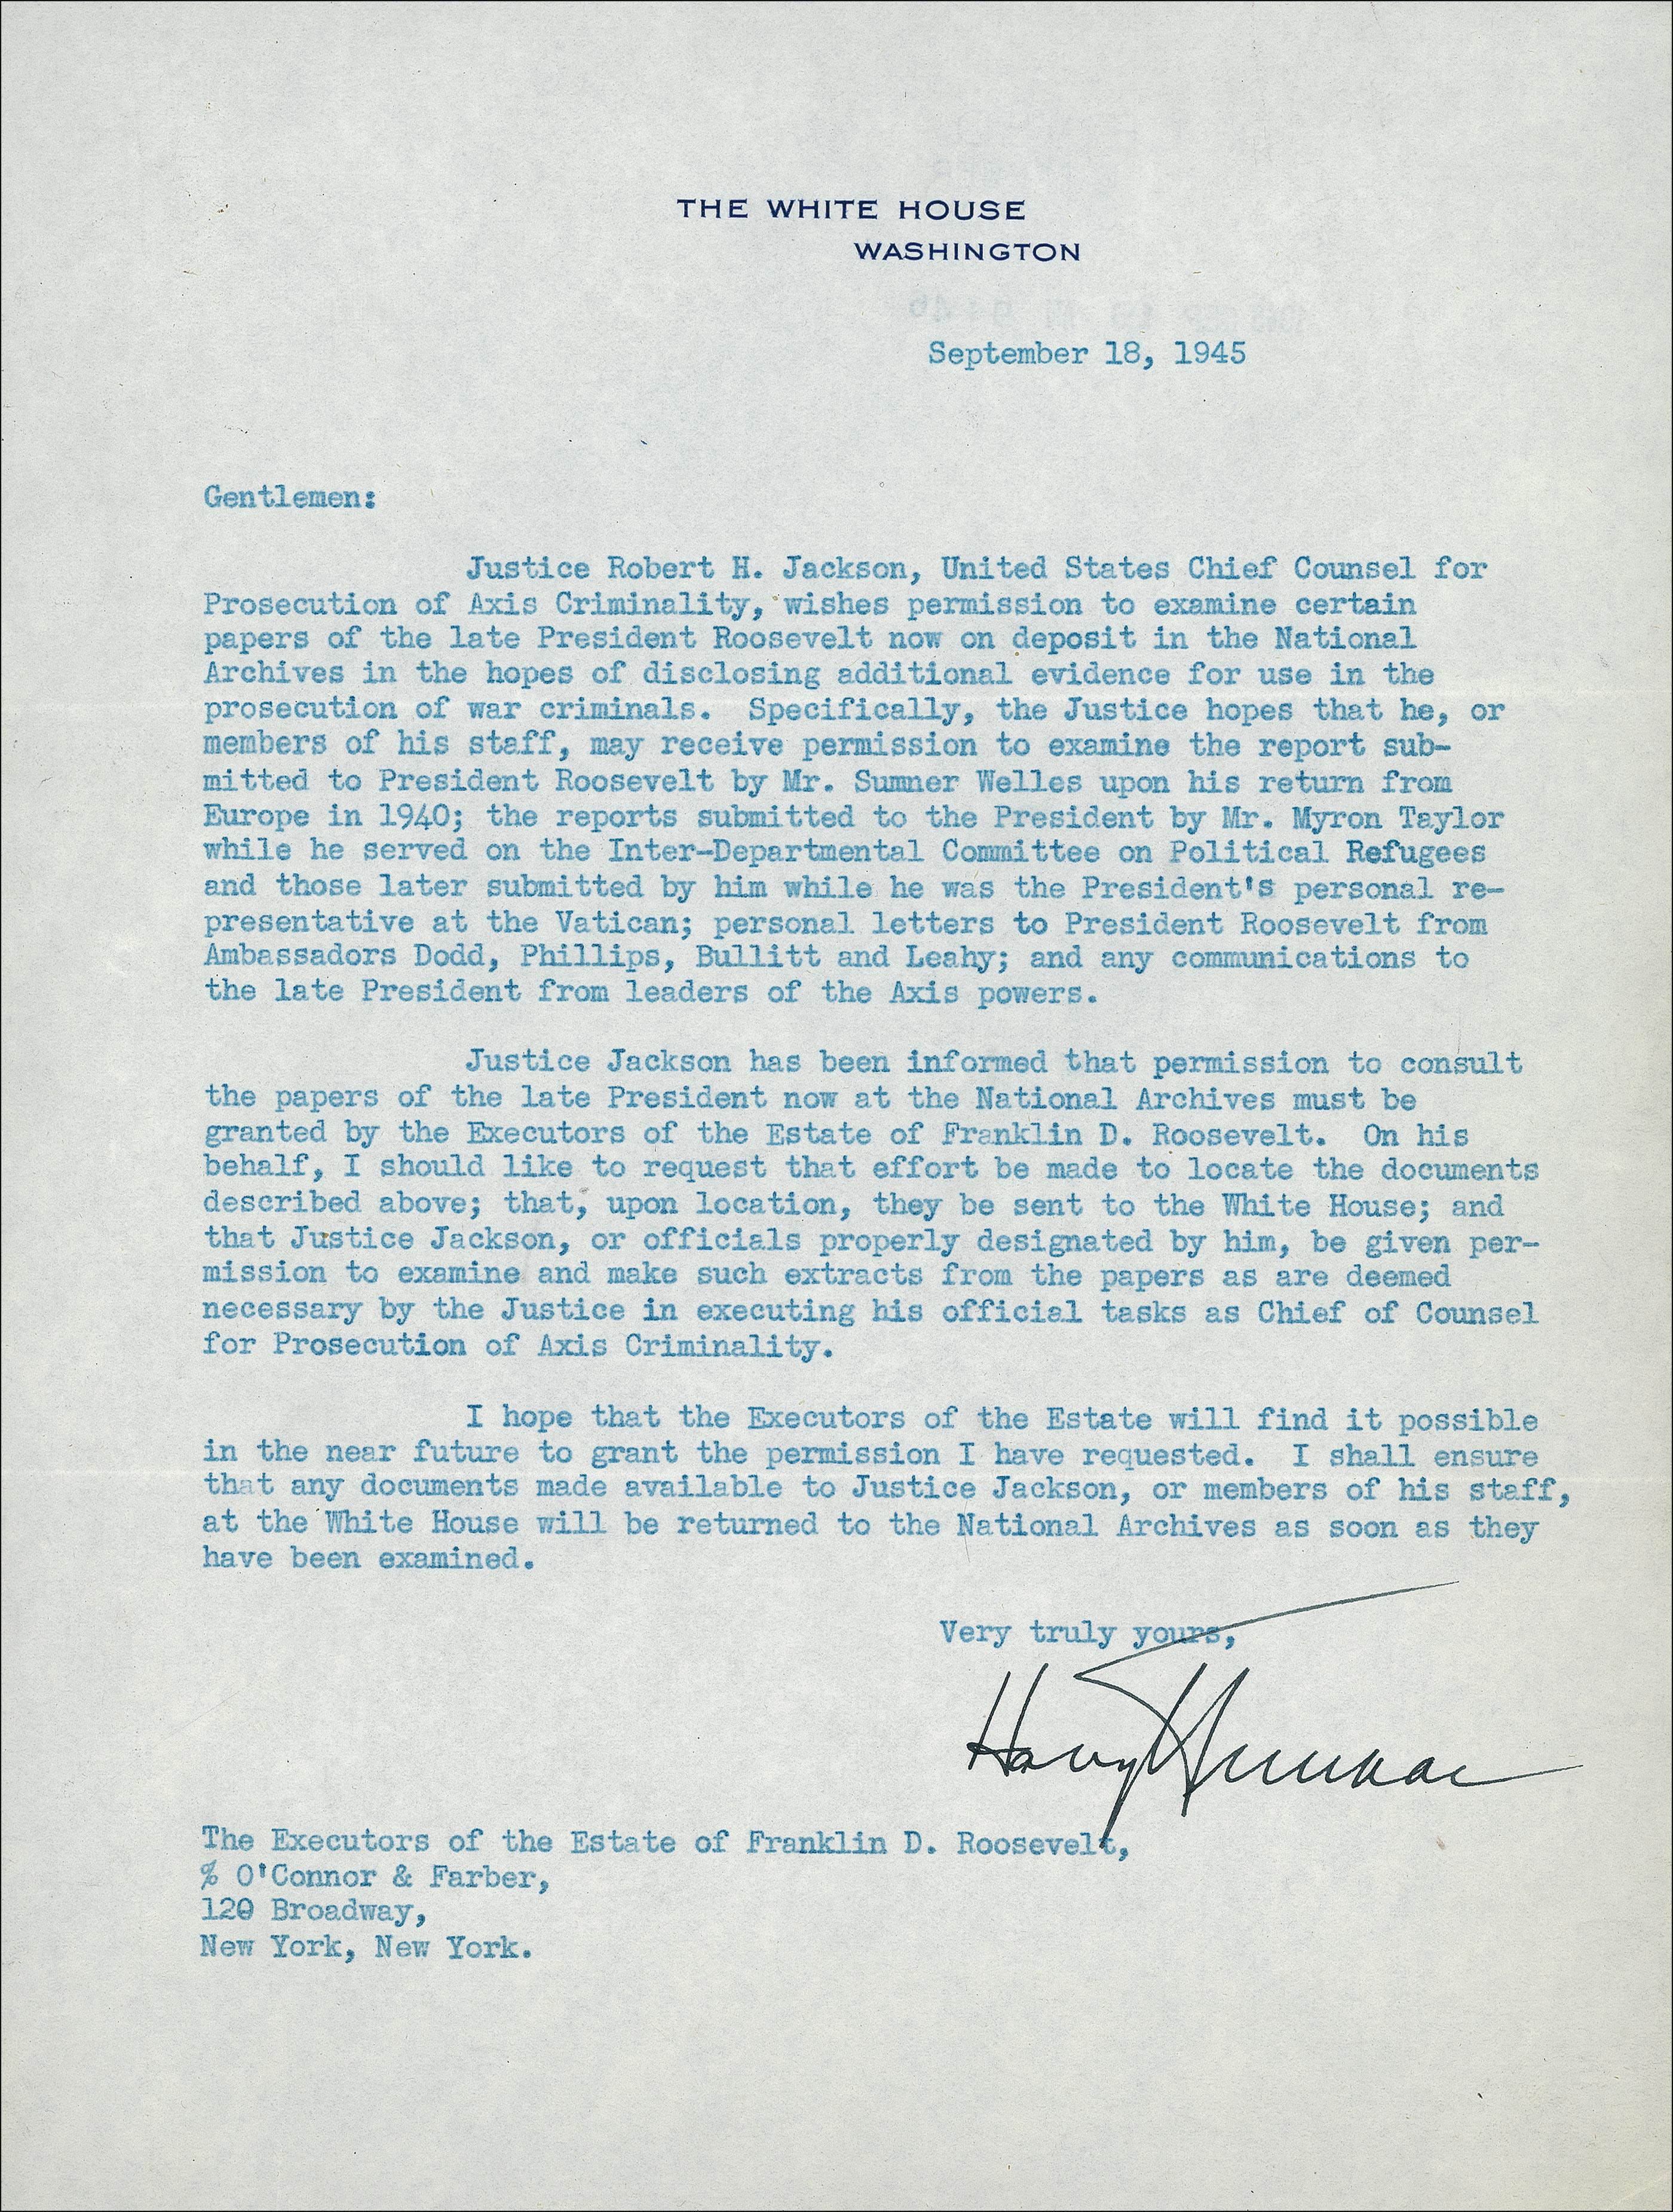 THE WHITE HOUSE
WASHINGTON
September 18, 1945
Gentlemen:
Justice Robert H. Jackson, United States Chief Counsel for
Prosecution of Axis Criminality, wishes permission to examine certain
papers of the late President Roosevelt now on deposit in the National
Archives in the hopes of disclosing additional evidence for use in the
prosecution of war criminals. Specifically, the Justice hopes that he, or
members of his staff, may receive permission to examine the report sub-
mitted to President Roosevelt by Mr. Sumner Welles upon his return from
Europe in 1940; the reports submitted to the President by Mr. Myron Taylor
while he served on the Inter-Departmental Committee on Political Refugees
and those later submitted by him while he was the President's personal re-
presentative at the Vatican; personal letters to President Roosevelt from
Ambassadors Dodd, Phillips, Bullitt and Leahy; and any communications to
the late President from leaders of the Axis powers.
Justice Jackson has been informed that permission to consult
the papers of the late President now at the National Archives must be
granted by the Executors of the Estate of Franklin D. Roosevelt. On his
behalf, I should like to request that effort be made to locate the documents
described above; that, upon location, they be sent to the White House; and
that Justice Jackson, or officials properly designated by him, be given per-
mission to examine and make such extracts from the papers as are deemed
necessary by the Justice in executing his official tasks as Chief of Counsel
for Prosecution of Axis Criminality.
I hope that the Executors of the Estate will find it possible
in the near future to grant the permission I have requested. I shall ensure
that any documents made available to Justice Jackson, or members of his staff,
at the White House will be returned to the National Archives as soon as they
have been examined.
Very truly yours,
Harry Truman
The Executors of the Estate of Franklin D. Roosevelt,
% O'Connor & Farber,
120 Broadway,
New York, New York.